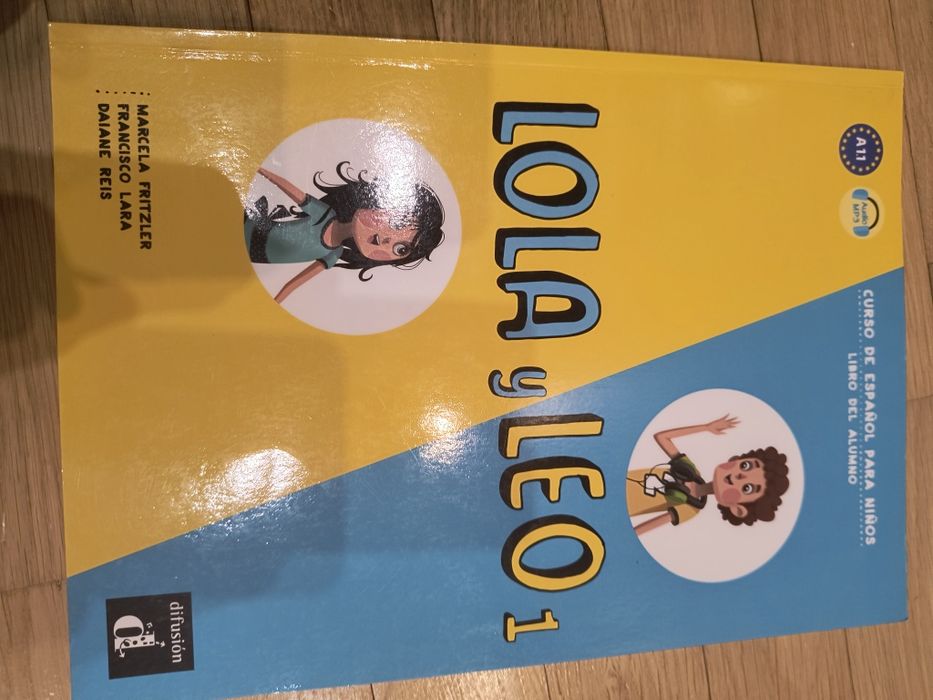 A1.1
Audio
MP3
CURSO DE ESPAÑOL PARA NIÑOS
LIBRO DEL ALUMNO
LOLA y LEO 1
MARCELA FRITZLER
FRANCISCO LARA
DAIANE REIS
difusión